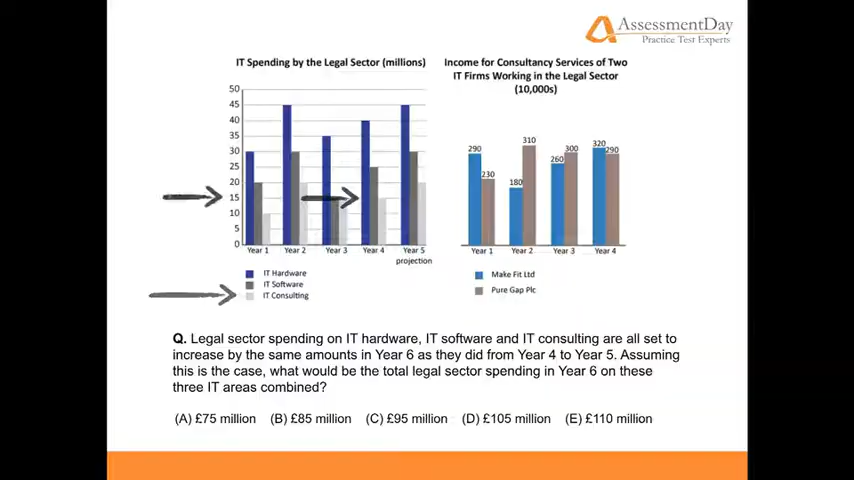 AssessmentDay
Practice Test Experts
IT Spending by the Legal Sector (millions)
50
45
40
35
30
25
20
15
10
5
0
Year 1 Year 2 Year 3 Year 4 Year 5
projection
IT Hardware
IT Software
IT Consulting
Income for Consultancy Services of Two
IT Firms Working in the Legal Sector
(10,000s)
290 230 180 310 260 300 320 290
Year 1 Year 2 Year 3 Year 4
Make Fit Ltd
Pure Gap Plc
Q. Legal sector spending on IT hardware, IT software and IT consulting are all set to
increase by the same amounts in Year 6 as they did from Year 4 to Year 5. Assuming
this is the case, what would be the total legal sector spending in Year 6 on these
three IT areas combined?
(A) £75 million (B) £85 million (C) £95 million (D) £105 million (E) £110 million